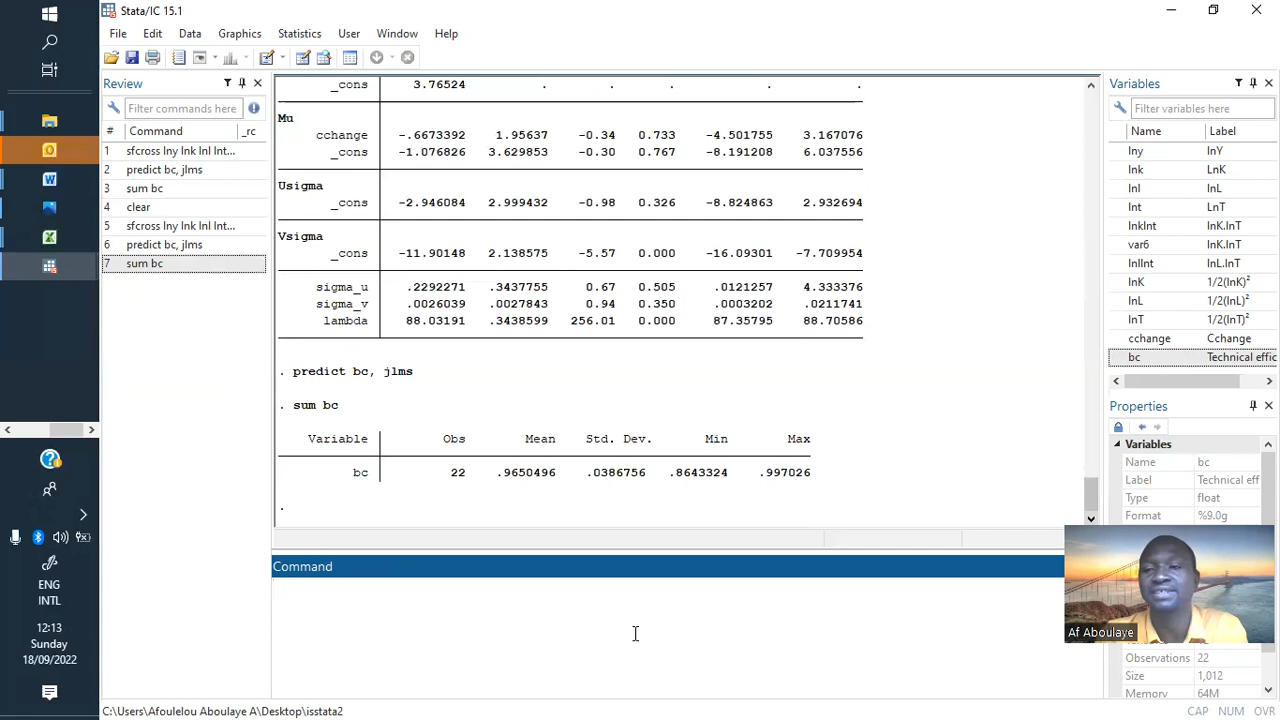 Stata/IC 15.1
File Edit Data Graphics Statistics User Window Help
Review
Filter commands here
# Command _rc
1 sfcross lny lnk lnl lnt...
2 predict bc, jlms
3 sum bc
4 clear
5 sfcross lny lnk lnl lnt...
6 predict bc, jlms
7 sum bc
_cons 3.76524 . . . . .
Mu
cchange -.6673392 1.95637 -0.34 0.733 -4.501755 3.167076
_cons -1.076826 3.629853 -0.30 0.767 -8.191208 6.037556
Usigma
_cons -2.946084 2.999432 -0.98 0.326 -8.824863 2.932694
Vsigma
_cons -11.90148 2.138575 -5.57 0.000 -16.09301 -7.709954
sigma_u .2292271 .3437755 0.67 0.505 .0121257 4.333376
sigma_v .0026039 .0027843 0.94 0.350 .0003202 .0211741
lambda 88.03191 .3438599 256.01 0.000 87.35795 88.70586
. predict bc, jlms
. sum bc
Variable Obs Mean Std. Dev. Min Max
bc 22 .9650496 .0386756 .8643324 .997026
.
Command
Variables
Filter variables here
Name Label
lny lnY
lnk LnK
lnl lnL
lnt LnT
lnklnt lnK.lnT
var6 lnK.lnT
lnllnt lnL.lnT
lnK 1/2(lnK)²
lnL 1/2(lnL)²
lnT 1/2(lnT)²
cchange Cchange
bc Technical effic
Properties
Variables
Name bc
Label Technical eff
Type float
Format %9.0g
Af Aboulaye
Observations 22
Size 1,012
Memory 64M
ENG
INTL
12:13
Sunday
18/09/2022
C:\Users\Afoulelou Aboulaye A\Desktop\isstata2
CAP NUM OVR